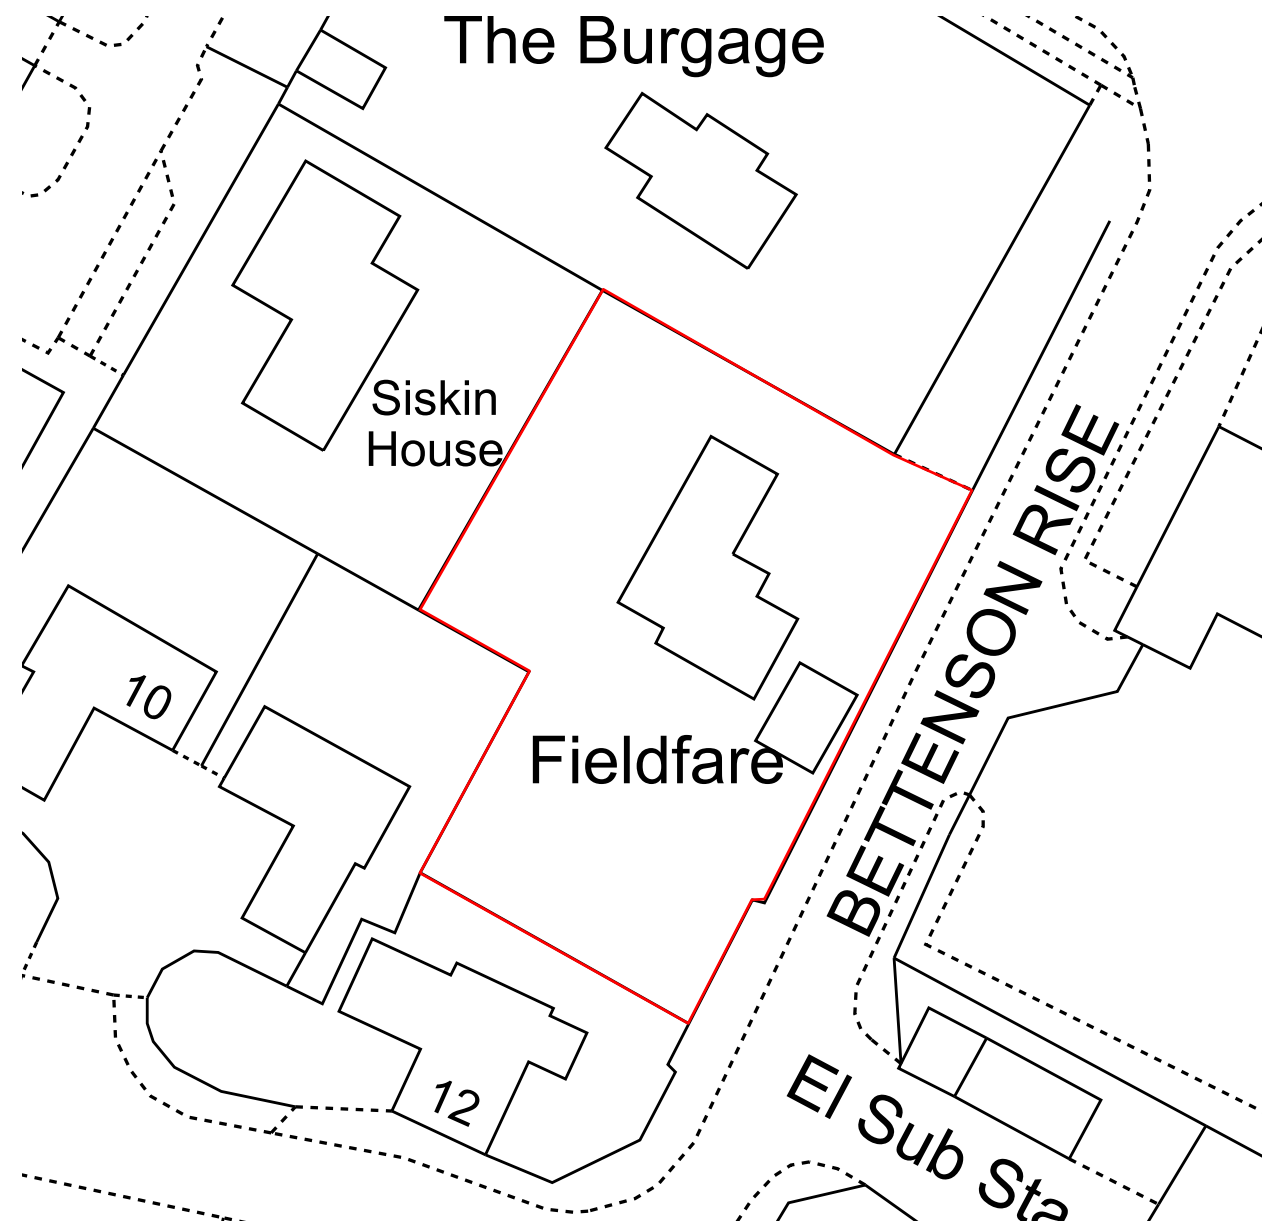 The Burgage
Siskin
House
BETTENSON RISE
10
Fieldfare
12
El Sub Sta